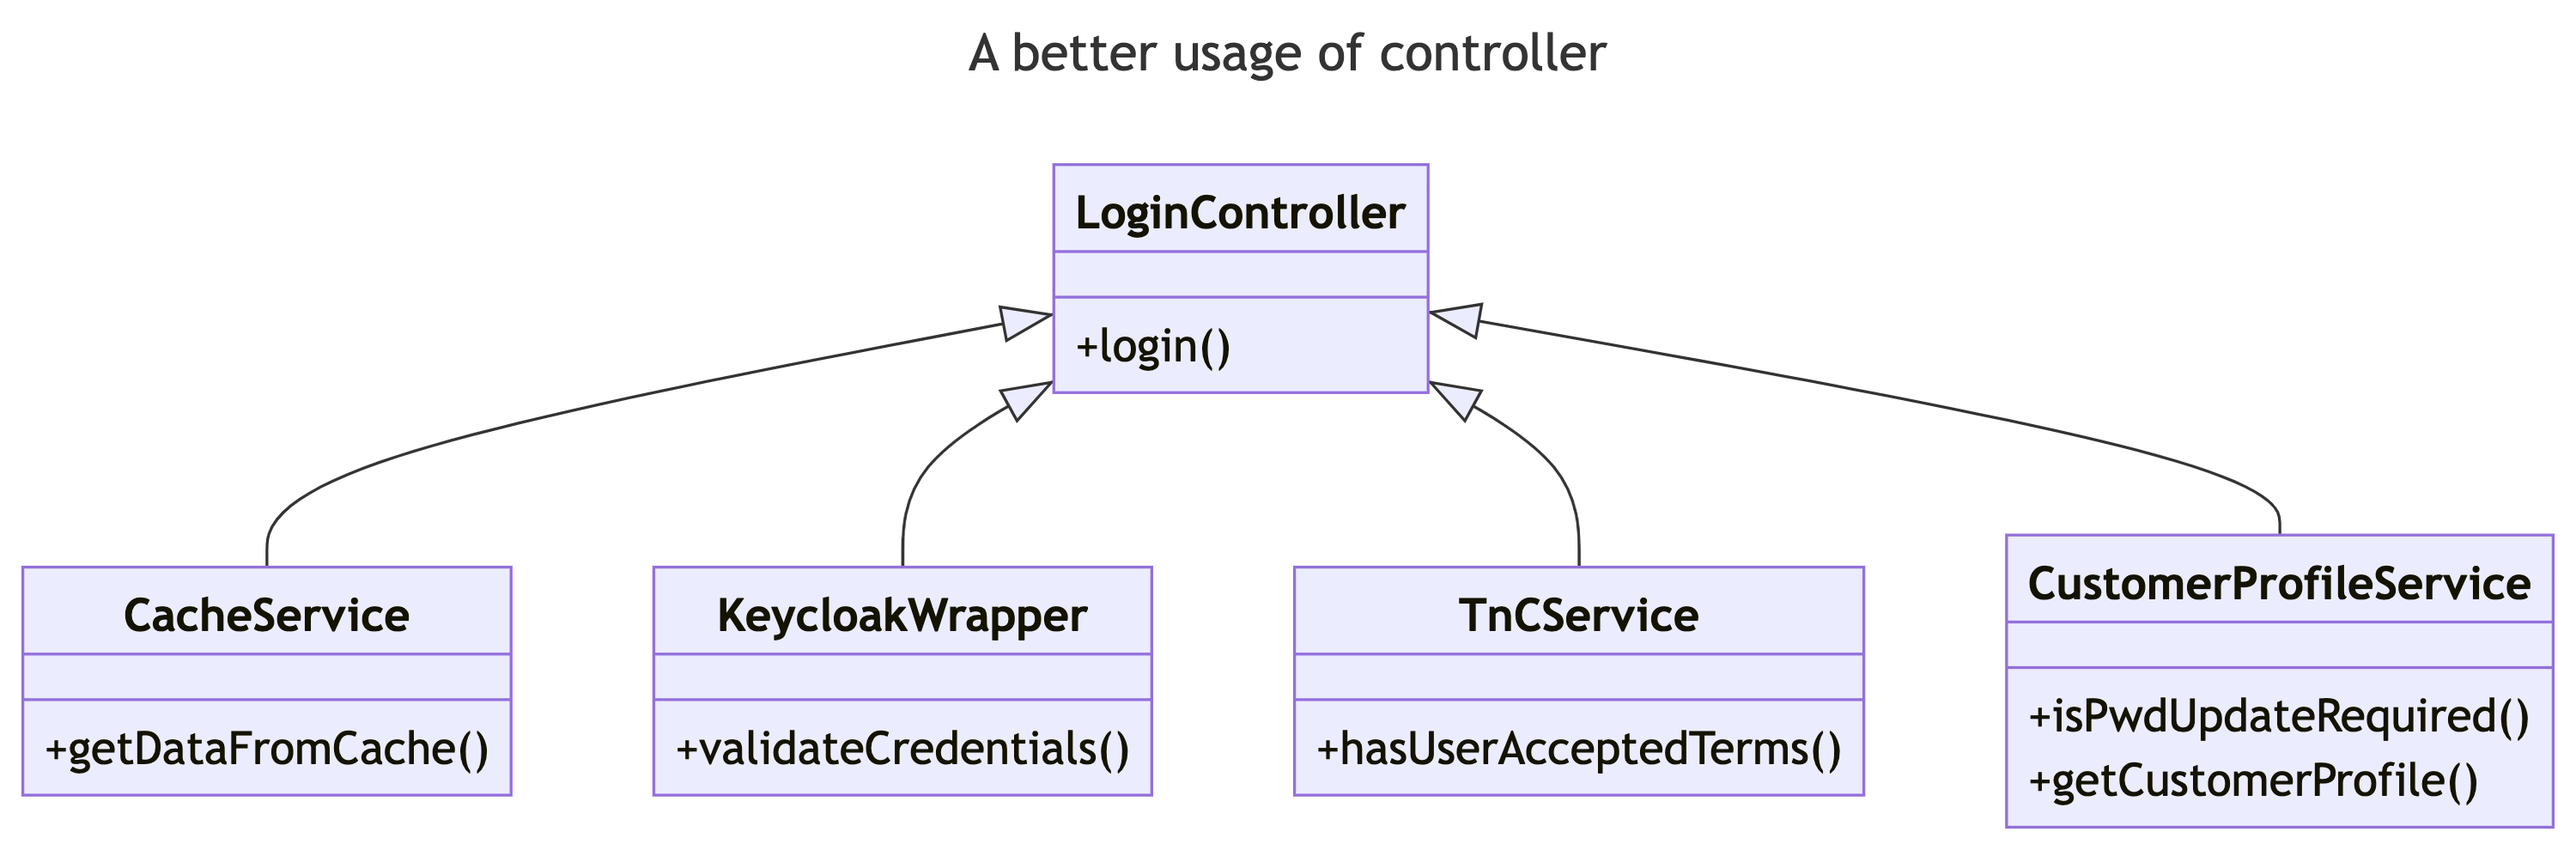 A better usage of controller
LoginController
+login()
CacheService
+getDataFromCache()
KeycloakWrapper
+validateCredentials()
TnCService
+hasUserAcceptedTerms()
CustomerProfileService
+isPwdUpdateRequired()
+getCustomerProfile()